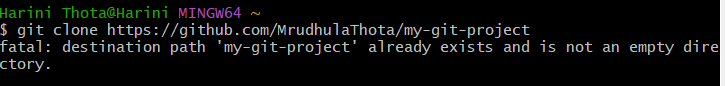 Harini Thota@Harini MINGW64 ~
$ git clone https://github.com/MrudhulaThota/my-git-project
fatal: destination path 'my-git-project' already exists and is not an empty dire
ctory.